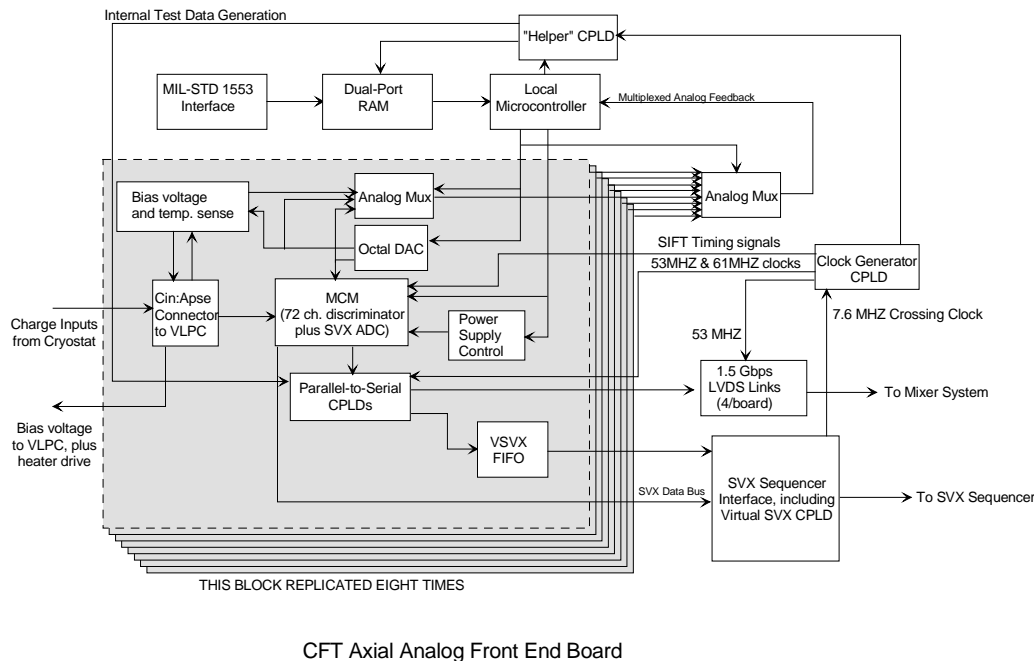 Internal Test Data Generation
"Helper" CPLD
MIL-STD 1553
Interface
Dual-Port
RAM
Local
Microcontroller
Multiplexed Analog Feedback
Bias voltage
and temp. sense
Analog Mux
Analog Mux
Octal DAC
SIFT Timing signals
53MHZ & 61MHZ clocks
Clock Generator
CPLD
Cin:Apse
Connector
to VLPC
MCM
(72 ch. discriminator
plus SVX ADC)
Power
Supply
Control
Charge Inputs
from Cryostat
53 MHZ
7.6 MHZ Crossing Clock
Parallel-to-Serial
CPLDs
1.5 Gbps
LVDS Links
(4/board)
To Mixer System
Bias voltage
to VLPC, plus
heater drive
VSVX
FIFO
SVX Data Bus
SVX Sequencer
Interface, including
Virtual SVX CPLD
To SVX Sequencer
THIS BLOCK REPLICATED EIGHT TIMES
CFT Axial Analog Front End Board